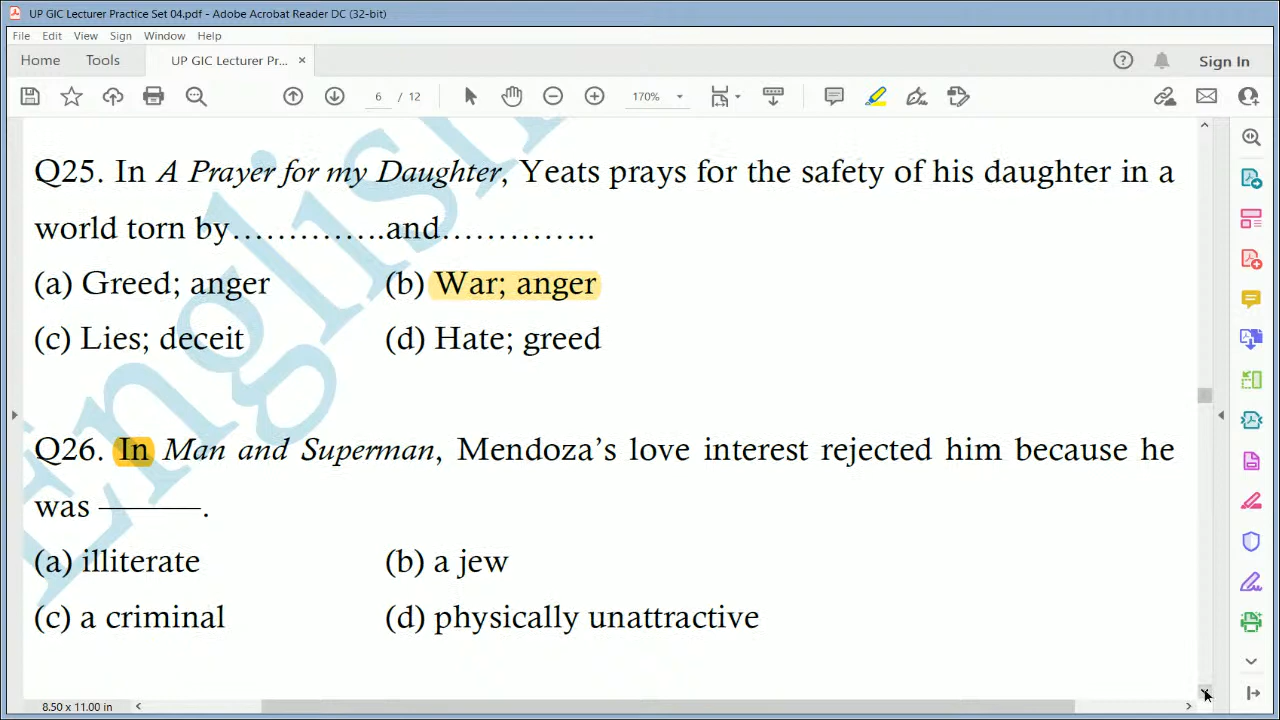 UP GIC Lecturer Practice Set 04.pdf - Adobe Acrobat Reader DC (32-bit)
File Edit View Sign Window Help
Home Tools UP GIC Lecturer Pr... × Sign In
6 / 12 170%
Q25. In A Prayer for my Daughter, Yeats prays for the safety of his daughter in a
world torn by…………..and…………..
(a) Greed; anger (b) War; anger
(c) Lies; deceit (d) Hate; greed
Q26. In Man and Superman, Mendoza’s love interest rejected him because he
was ———.
(a) illiterate (b) a jew
(c) a criminal (d) physically unattractive
English
8.50 x 11.00 in